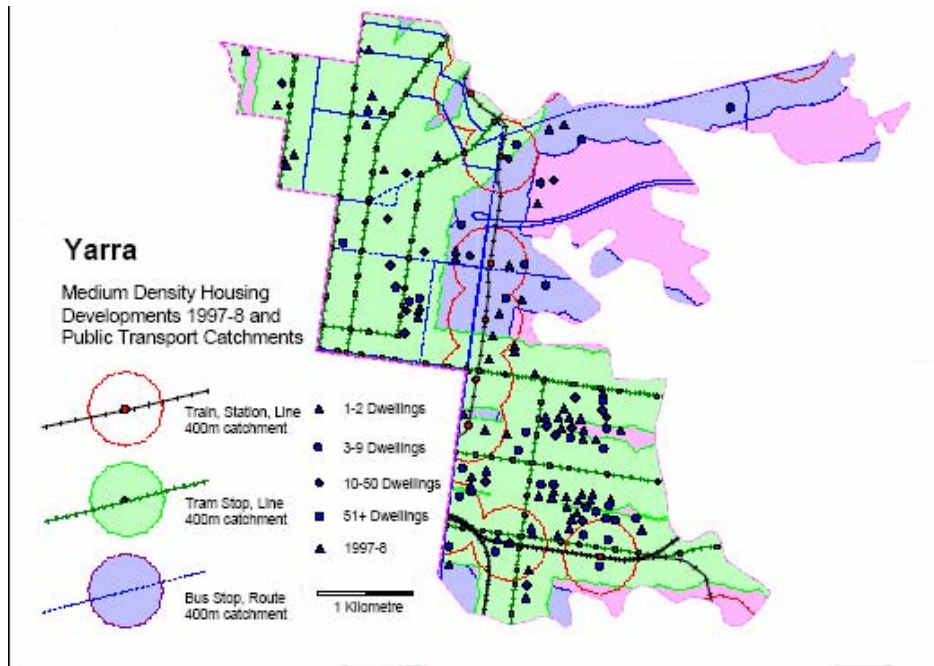 Yarra
Medium Density Housing
Developments 1997-8 and
Public Transport Catchments
Train, Station, Line
400m catchment
Tram Stop, Line
400m catchment
Bus Stop, Route
400m catchment
1-2 Dwellings
3-9 Dwellings
10-50 Dwellings
51+ Dwellings
1997-8
1 Kilometre